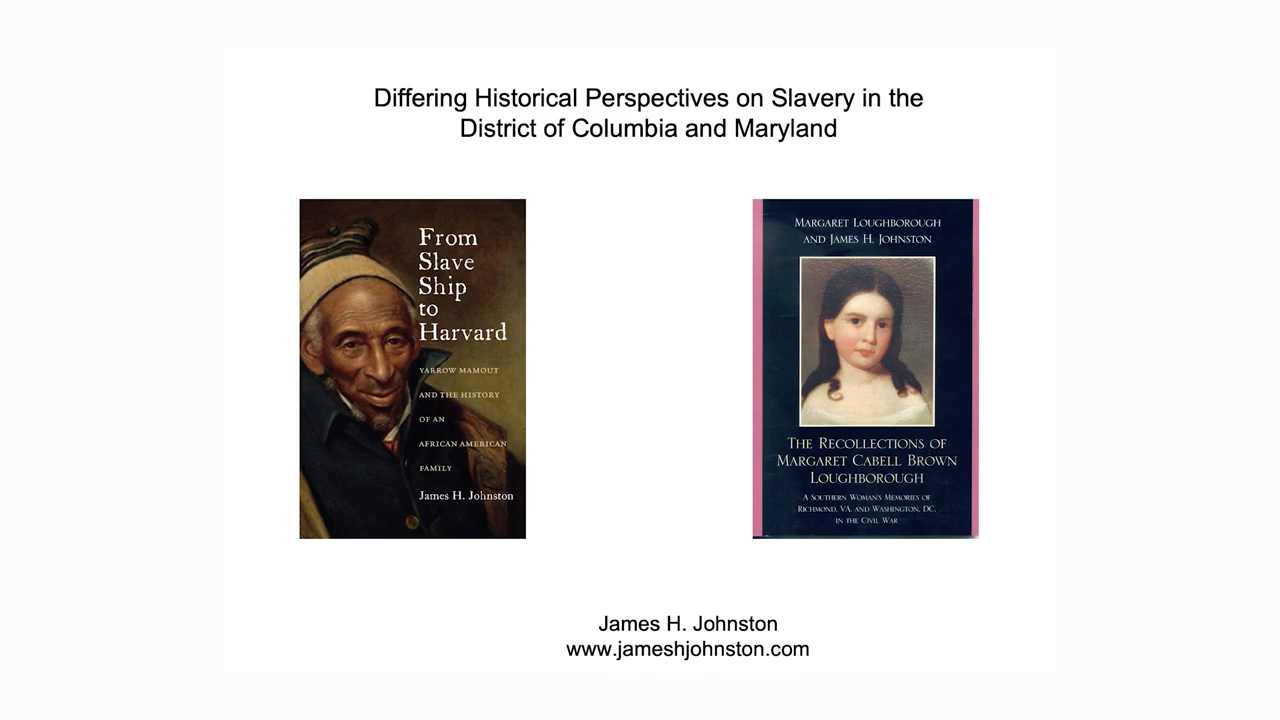 Differing Historical Perspectives on Slavery in the
District of Columbia and Maryland
From
Slave
Ship
to
Harvard
YARROW MAMOUT
AND THE HISTORY
OF AN
AFRICAN AMERICAN
FAMILY
James H. Johnston
MARGARET LOUGHBOROUGH
AND JAMES H. JOHNSTON
THE RECOLLECTIONS OF
MARGARET CABELL BROWN
LOUGHBOROUGH
A SOUTHERN WOMAN'S MEMORIES OF
RICHMOND, VA, AND WASHINGTON, DC,
IN THE CIVIL WAR
James H. Johnston
www.jameshjohnston.com